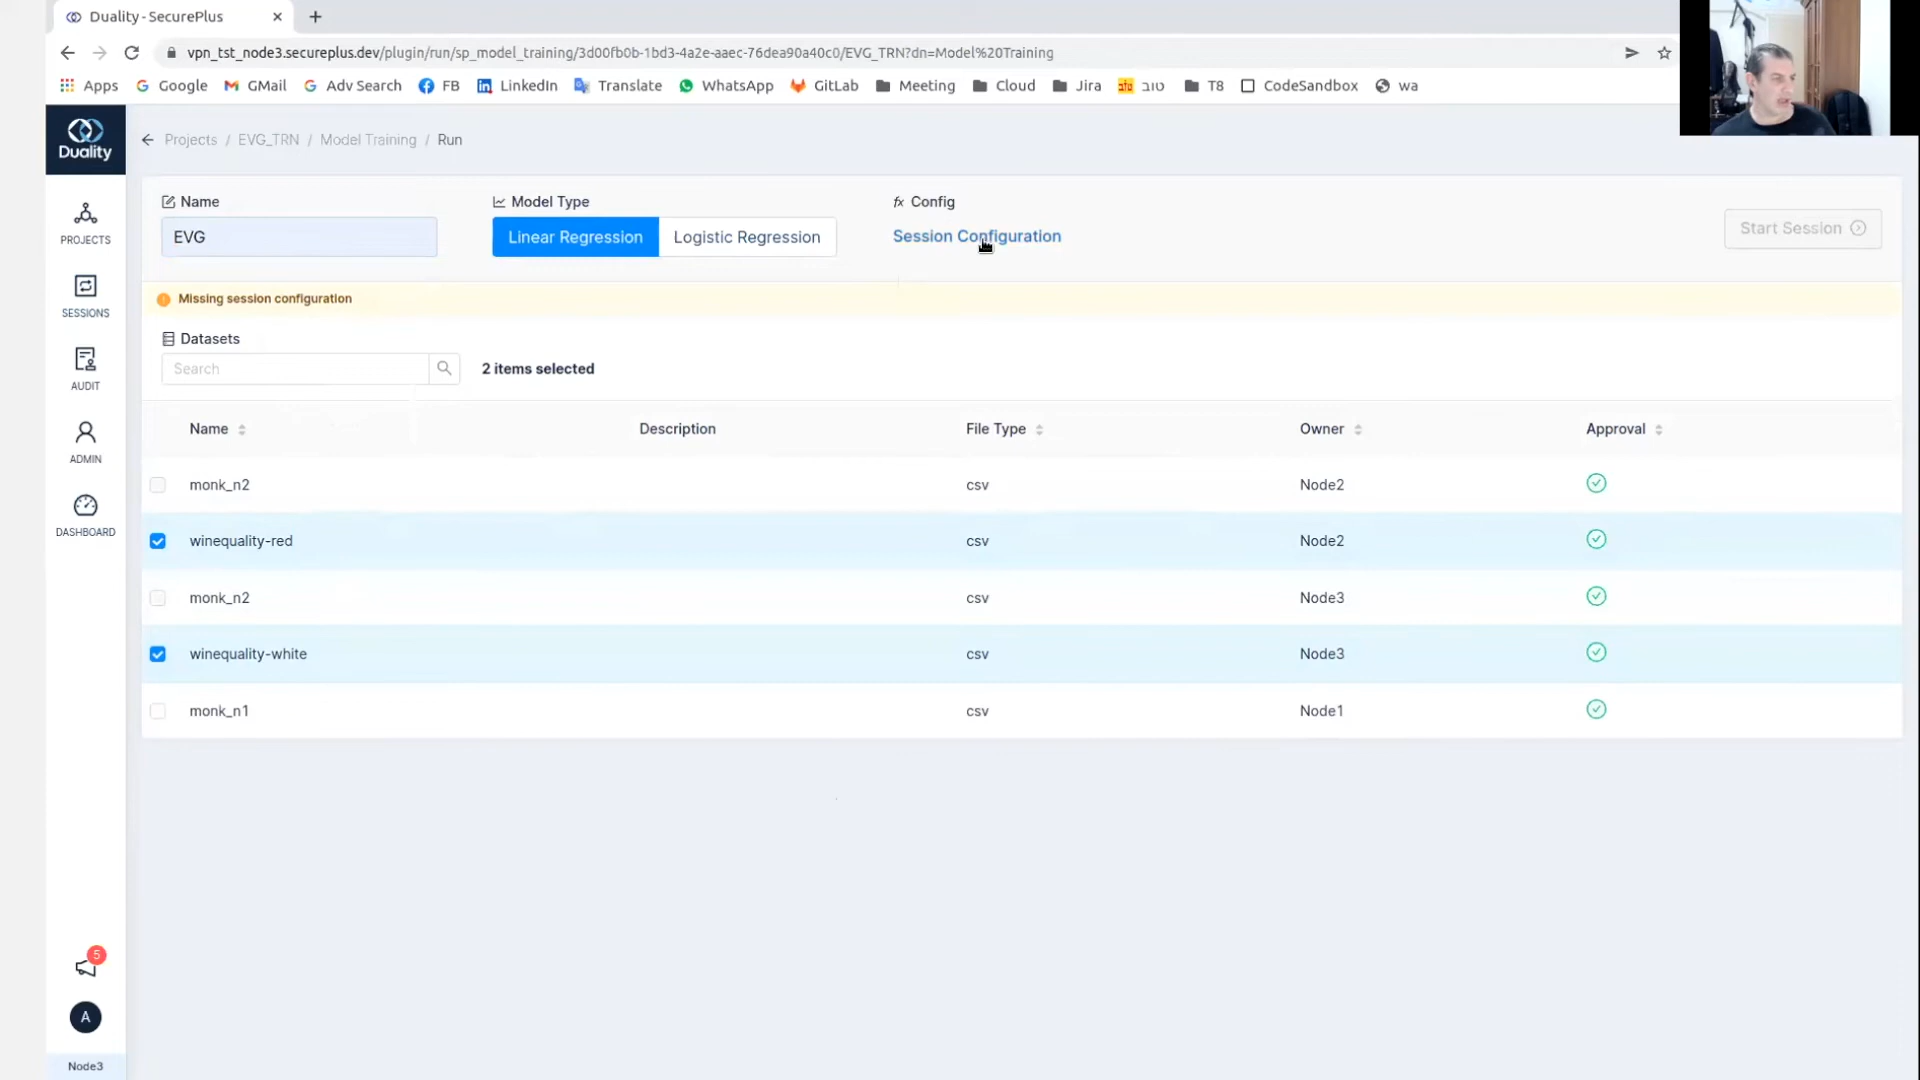 Duality - SecurePlus
vpn_tst_node3.secureplus.dev/plugin/run/sp_model_training/3d00fb0b-1bd3-4a2e-aaec-76dea90a40c0/EVG_TRN?dn=Model%20Training
Apps Google GMail Adv Search FB LinkedIn Translate WhatsApp GitLab Meeting Cloud Jira טוב T8 CodeSandbox wa
Duality
Projects / EVG_TRN / Model Training / Run
Name Model Type fx Config
EVG Linear Regression Logistic Regression Session Configuration Start Session
Missing session configuration
Datasets
Search 2 items selected
Name Description File Type Owner Approval
monk_n2 csv Node2
winequality-red csv Node2
monk_n2 csv Node3
winequality-white csv Node3
monk_n1 csv Node1
PROJECTS
SESSIONS
AUDIT
ADMIN
DASHBOARD
5
A
Node3